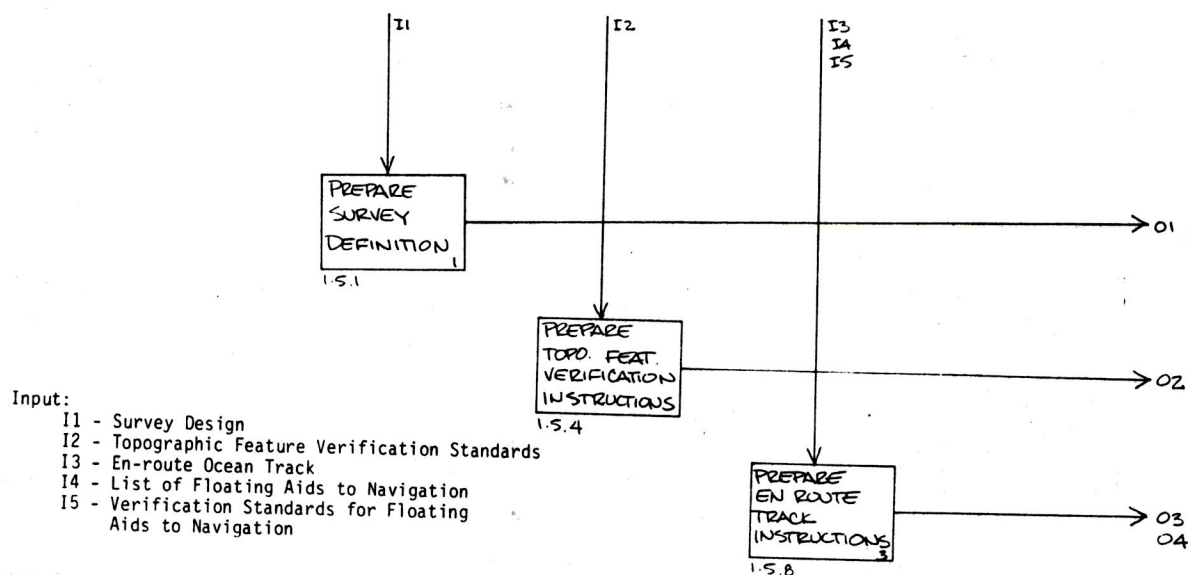 I1
I2
I3
I4
I5
PREPARE
SURVEY
DEFINITION
1
1.5.1
O1
PREPARE
TOPO. FEAT.
VERIFICATION
INSTRUCTIONS
1.5.4
O2
Input:
I1 - Survey Design
I2 - Topographic Feature Verification Standards
I3 - En-route Ocean Track
I4 - List of Floating Aids to Navigation
I5 - Verification Standards for Floating
Aids to Navigation
PREPARE
EN ROUTE
TRACK
INSTRUCTIONS
3
1.5.8
O3
O4